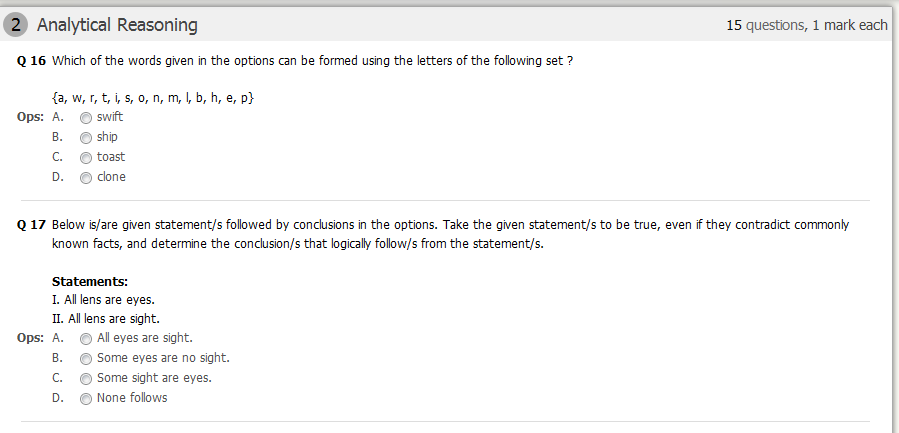 2 Analytical Reasoning 15 questions, 1 mark each
Q 16 Which of the words given in the options can be formed using the letters of the following set ?
{a, w, r, t, i, s, o, n, m, l, b, h, e, p}
Ops: A. swift
B. ship
C. toast
D. clone
Q 17 Below is/are given statement/s followed by conclusions in the options. Take the given statement/s to be true, even if they contradict commonly
known facts, and determine the conclusion/s that logically follow/s from the statement/s.
Statements:
I. All lens are eyes.
II. All lens are sight.
Ops: A. All eyes are sight.
B. Some eyes are no sight.
C. Some sight are eyes.
D. None follows